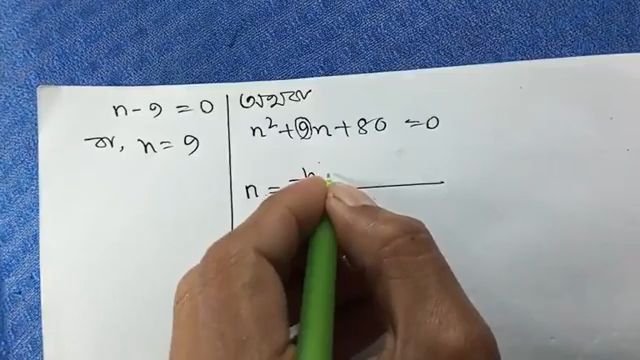 n - 9 = 0
বা, n = 9
অথবা
n² + 9n + 80 = 0
n = -b